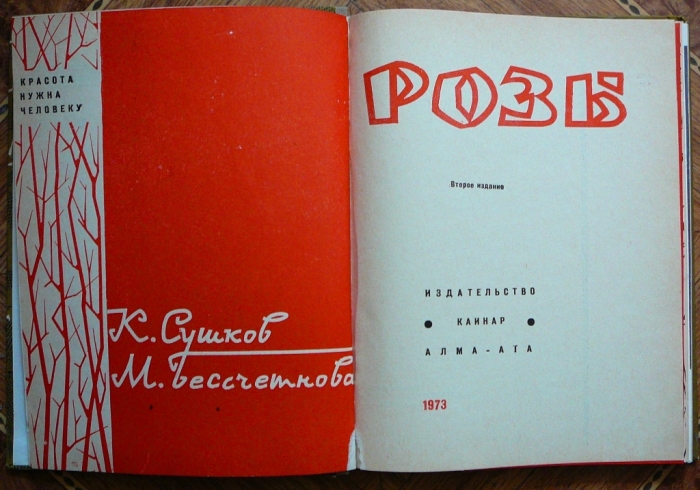 КРАСОТА
НУЖНА
ЧЕЛОВЕКУ
К. Сушков
М. Бессчетнова
РОЗЫ
Второе издание
ИЗДАТЕЛЬСТВО
• КАЙНАР •
АЛМА-АТА
1973